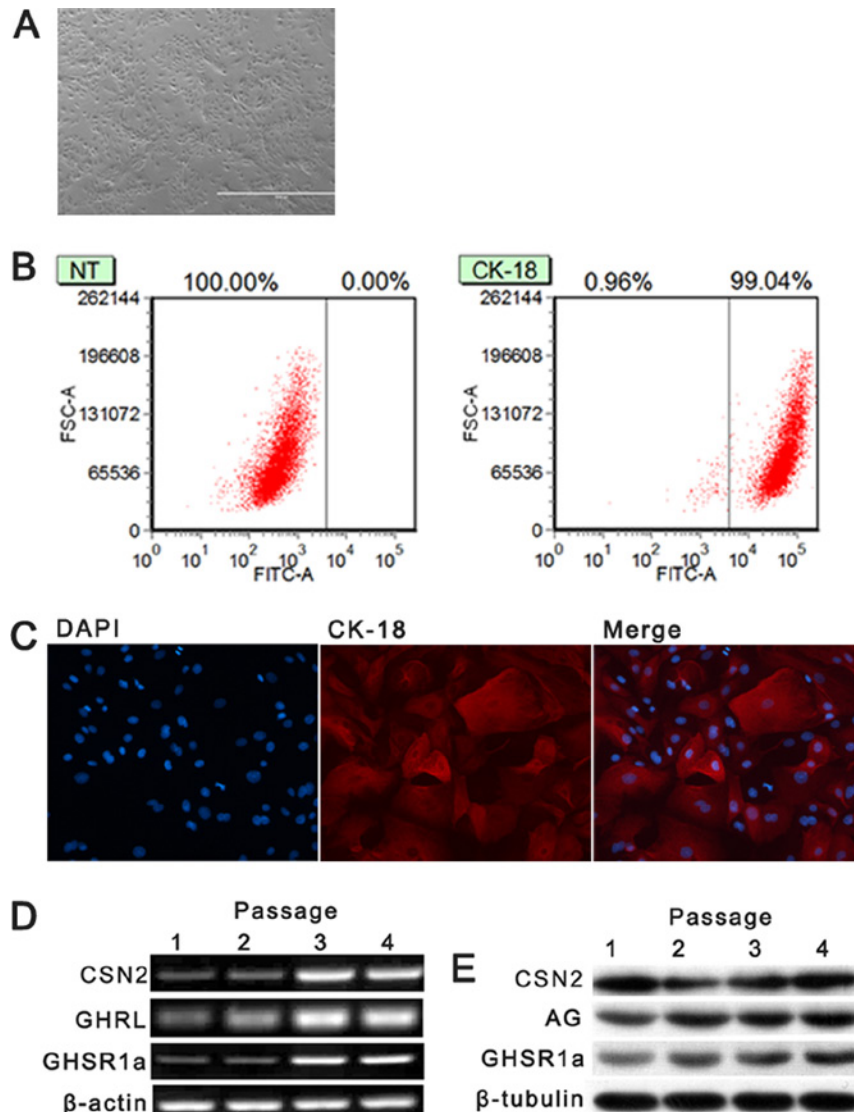 A
B
NT
100.00% 0.00%
262144
196608
131072
65536
0
FSC-A
10^0 10^1 10^2 10^3 10^4 10^5
FITC-A
CK-18
0.96% 99.04%
262144
196608
131072
65536
0
FSC-A
10^0 10^1 10^2 10^3 10^4 10^5
FITC-A
C
DAPI CK-18 Merge
D
Passage
1 2 3 4
CSN2
GHRL
GHSR1a
β-actin
E
Passage
1 2 3 4
CSN2
AG
GHSR1a
β-tubulin